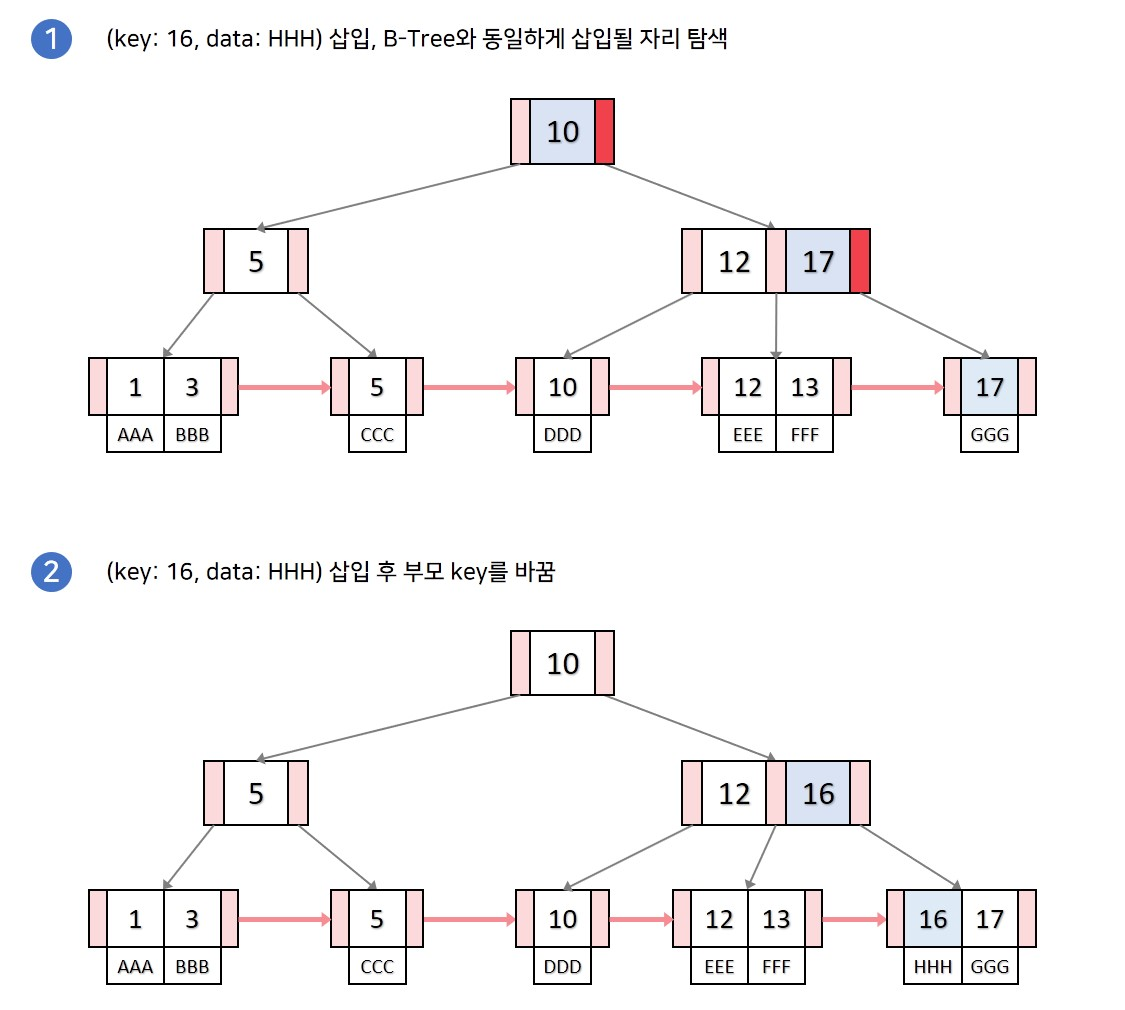 1 (key: 16, data: HHH) 삽입, B-Tree와 동일하게 삽입될 자리 탐색
10
5 12 17
1 3 5 10 12 13 17
AAA BBB CCC DDD EEE FFF GGG
2 (key: 16, data: HHH) 삽입 후 부모 key를 바꿈
10
5 12 16
1 3 5 10 12 13 16 17
AAA BBB CCC DDD EEE FFF HHH GGG